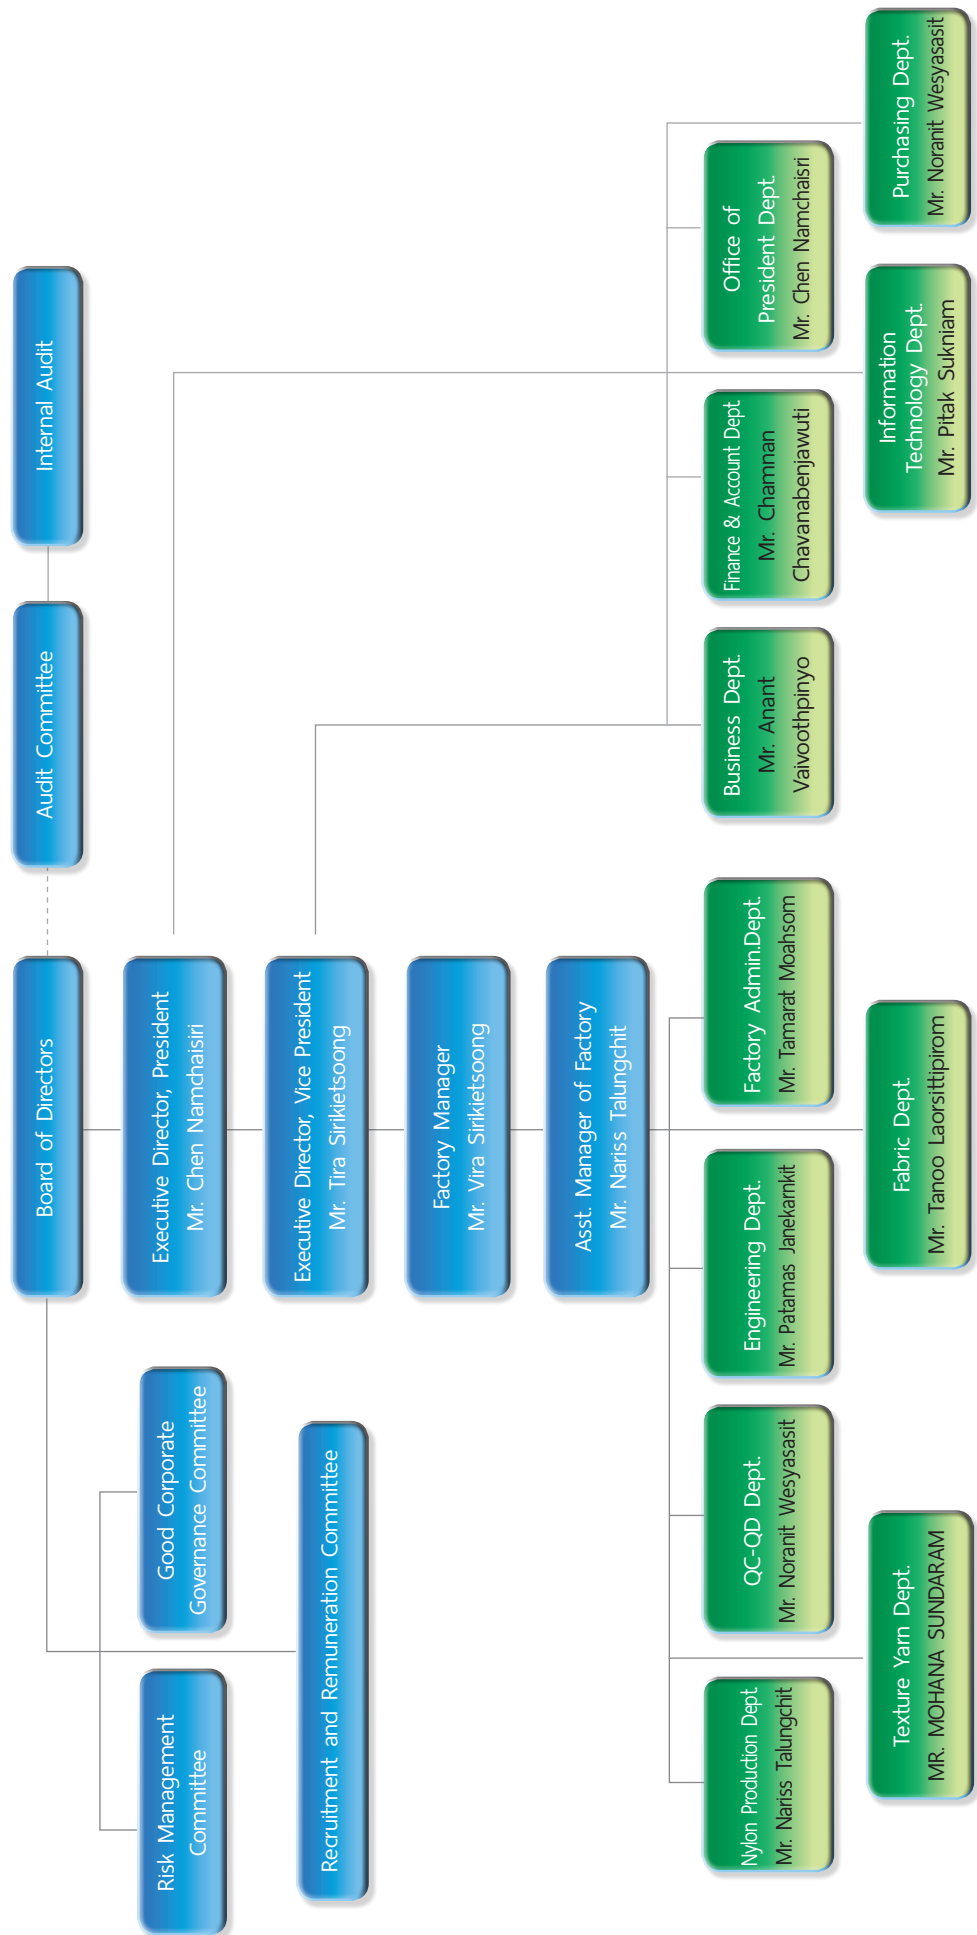 Board of Directors
Audit Committee
Internal Audit
Executive Director, President
Mr. Chen Namchaisiri
Risk Management
Committee
Good Corporate
Governance Committee
Executive Director, Vice President
Mr. Tira Sirikietsoong
Recruitment and Remuneration Committee
Factory Manager
Mr. Vira Sirikietsoong
Asst. Manager of Factory
Mr. Nariss Talungchit
Nylon Production Dept.
Mr. Nariss Talungchit
QC-QD Dept.
Mr. Noranit Wesyasasit
Engineering Dept.
Mr. Patamas Janekarnkit
Factory Admin.Dept.
Mr. Tamarat Moahsom
Business Dept.
Mr. Anant
Vaivoothpinyo
Finance & Account Dept
Mr. Chamnan
Chavanabenjawuti
Office of
President Dept.
Mr. Chen Namchaisri
Texture Yarn Dept.
MR. MOHANA SUNDARAM
Fabric Dept.
Mr. Tanoo Laorsittipirom
Information
Technology Dept.
Mr. Pitak Sukniam
Purchasing Dept.
Mr. Noranit Wesyasasit